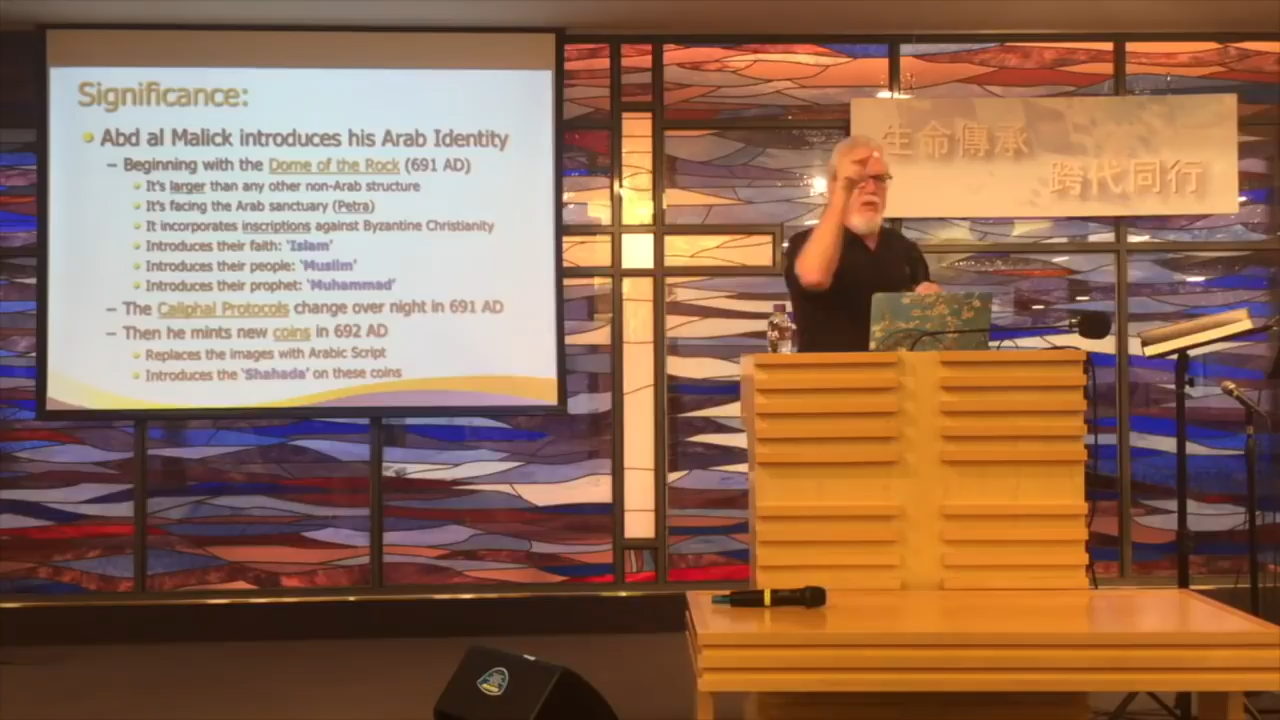 Significance:
• Abd al Malick introduces his Arab Identity
– Beginning with the Dome of the Rock (691 AD)
• It's larger than any other non-Arab structure
• It's facing the Arab sanctuary (Petra)
• It incorporates inscriptions against Byzantine Christianity
• Introduces their faith: 'Islam'
• Introduces their people: 'Muslim'
• Introduces their prophet: 'Muhammad'
– The Caliphal Protocols change over night in 691 AD
– Then he mints new coins in 692 AD
• Replaces the images with Arabic Script
• Introduces the 'Shahada' on these coins
生命傳承
跨代同行